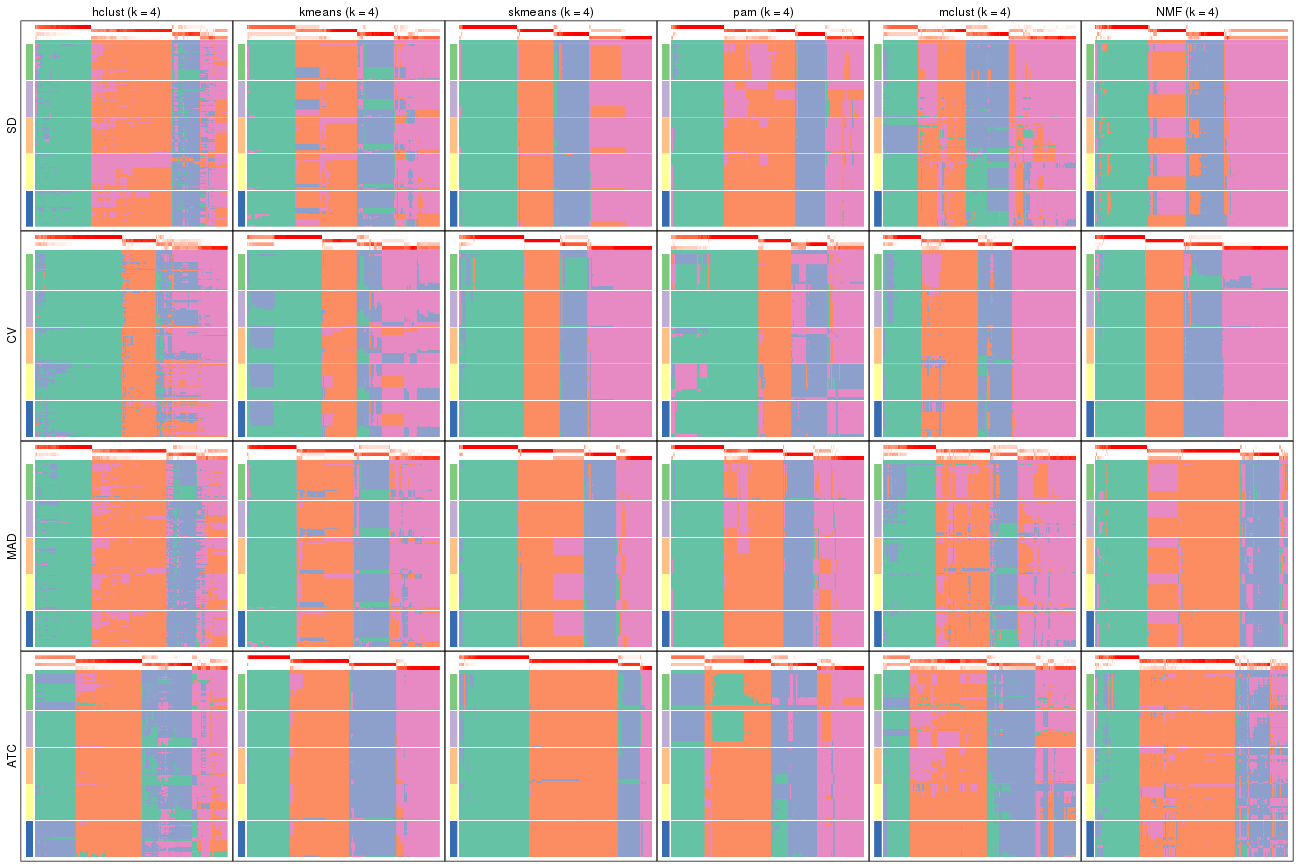 hclust (k = 4) kmeans (k = 4) skmeans (k = 4) pam (k = 4) mclust (k = 4) NMF (k = 4)
SD
CV
MAD
ATC